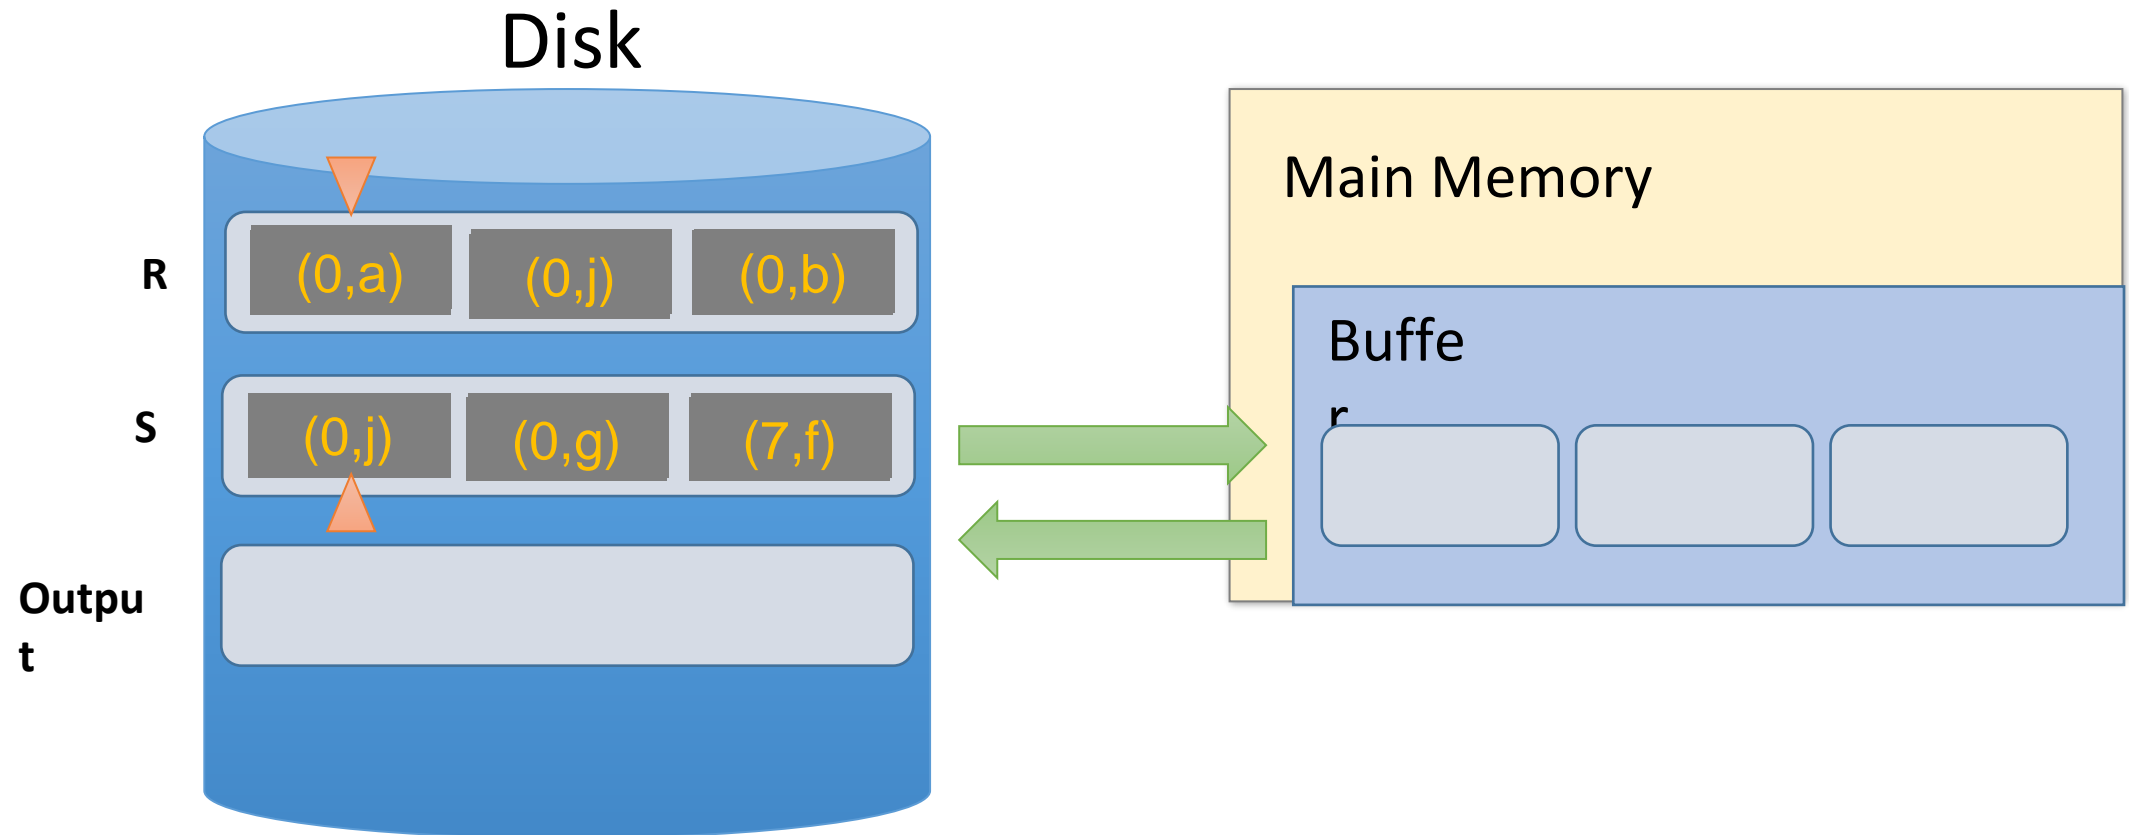 Disk
Main Memory
R
(0,a) (0,j) (0,b)
Buffe
r
S
(0,j) (0,g) (7,f)
Outpu
t